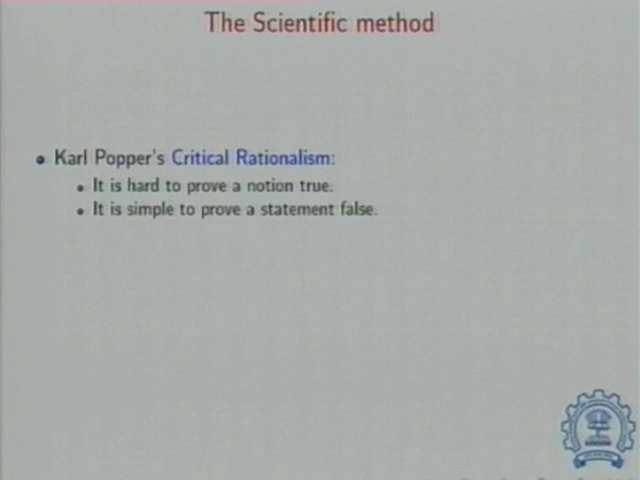 The Scientific method
Karl Popper's Critical Rationalism:
It is hard to prove a notion true.
It is simple to prove a statement false.